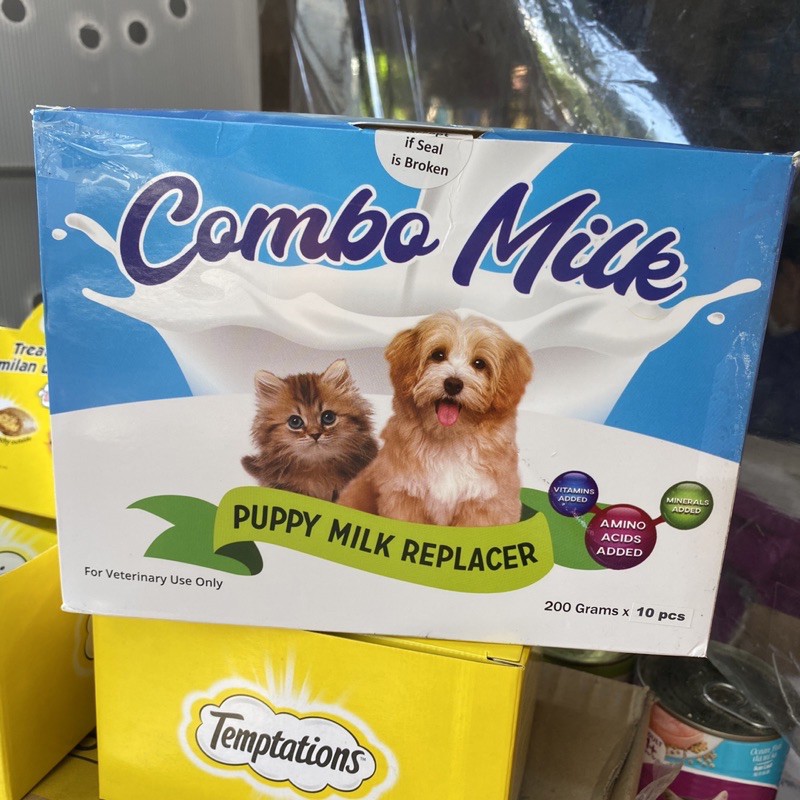 if Seal
is Broken
Combo Milk
PUPPY MILK REPLACER
VITAMINS
ADDED
AMINO
ACIDS
ADDED
MINERALS
ADDED
For Veterinary Use Only
200 Grams x 10 pcs
Temptations